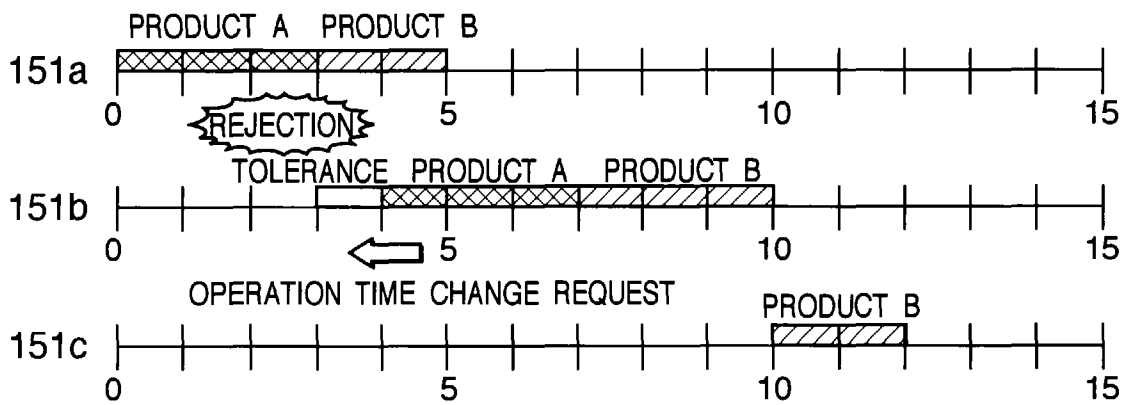 PRODUCT A PRODUCT B
151a
0 5 10 15
REJECTION
TOLERANCE PRODUCT A PRODUCT B
151b
0 5 10 15
OPERATION TIME CHANGE REQUEST
PRODUCT B
151c
0 5 10 15